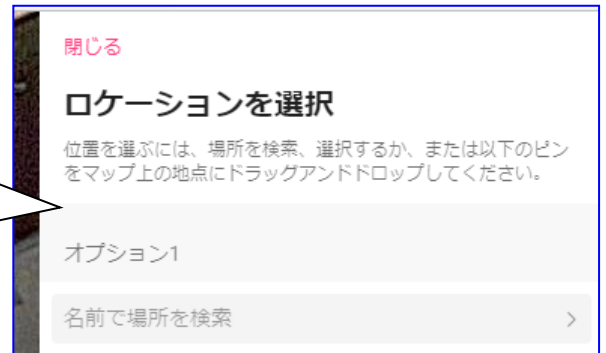 閉じる
ロケーションを選択
位置を選ぶには、場所を検索、選択するか、または以下のピン
をマップ上の地点にドラッグアンドドロップしてください。
オプション1
名前で場所を検索